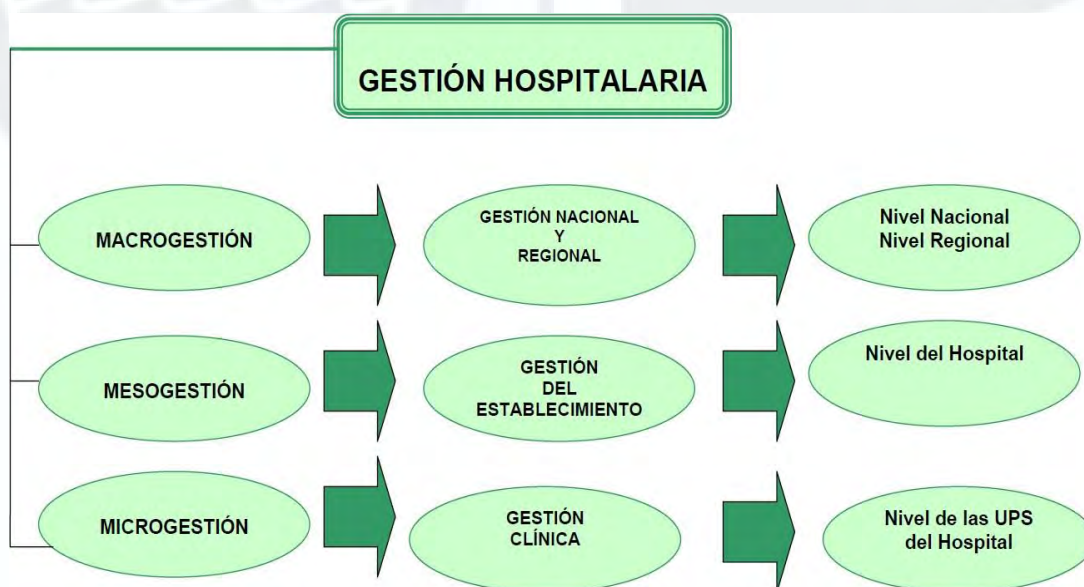 GESTIÓN HOSPITALARIA
MACROGESTIÓN
GESTIÓN NACIONAL
Y
REGIONAL
Nivel Nacional
Nivel Regional
MESOGESTIÓN
GESTIÓN
DEL
ESTABLECIMIENTO
Nivel del Hospital
MICROGESTIÓN
GESTIÓN
CLÍNICA
Nivel de las UPS
del Hospital